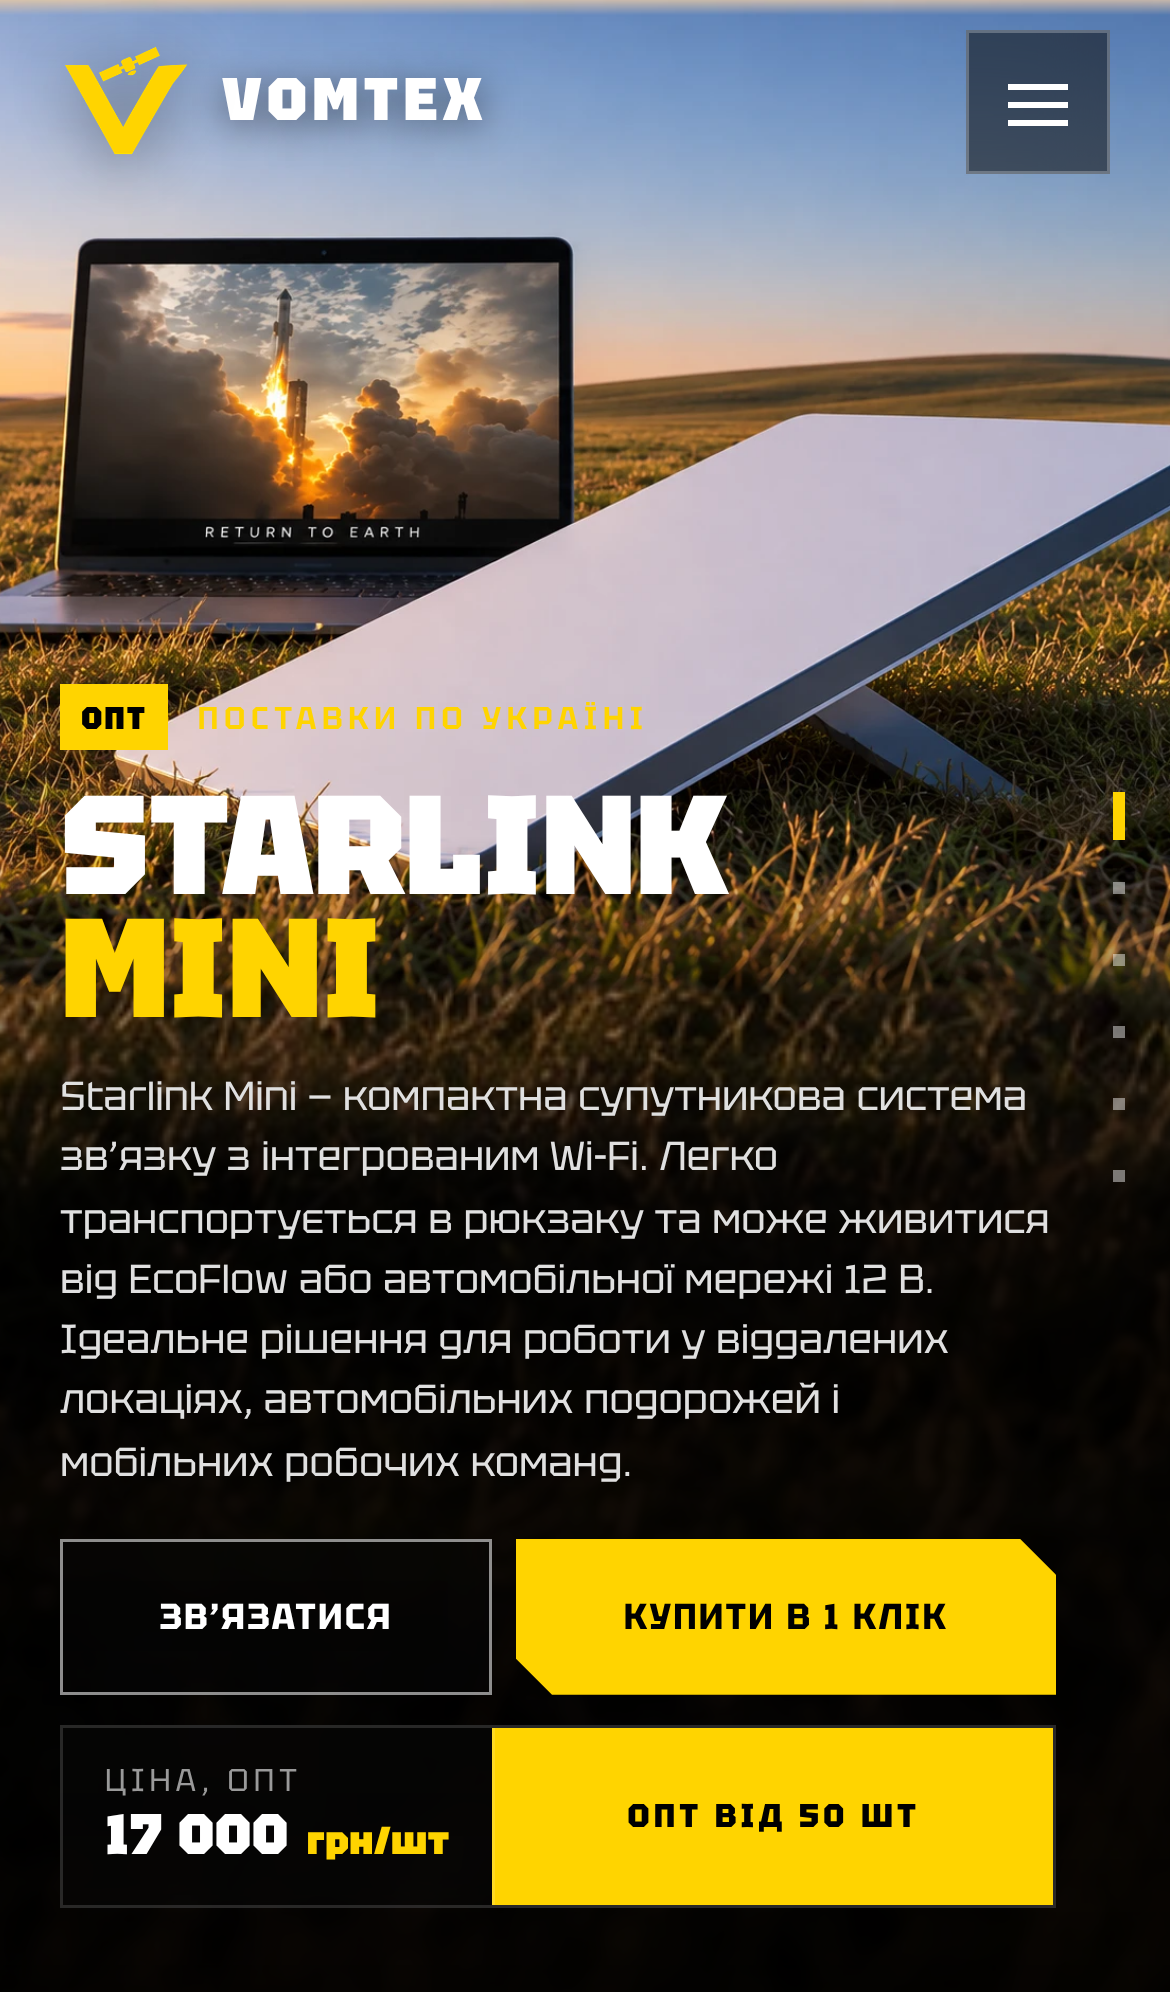 VOMTEX
RETURN TO EARTH
ОПТ ПОСТАВКИ ПО УКРАЇНІ
STARLINK
MINI
Starlink Mini – компактна супутникова система
зв’язку з інтегрованим Wi-Fi. Легко
транспортується в рюкзаку та може живитися
від EcoFlow або автомобільної мережі 12 В.
Ідеальне рішення для роботи у віддалених
локаціях, автомобільних подорожей і
мобільних робочих команд.
ЗВ’ЯЗАТИСЯ КУПИТИ В 1 КЛІК
ЦІНА, ОПТ
17 000 грн/шт ОПТ ВІД 50 ШТ